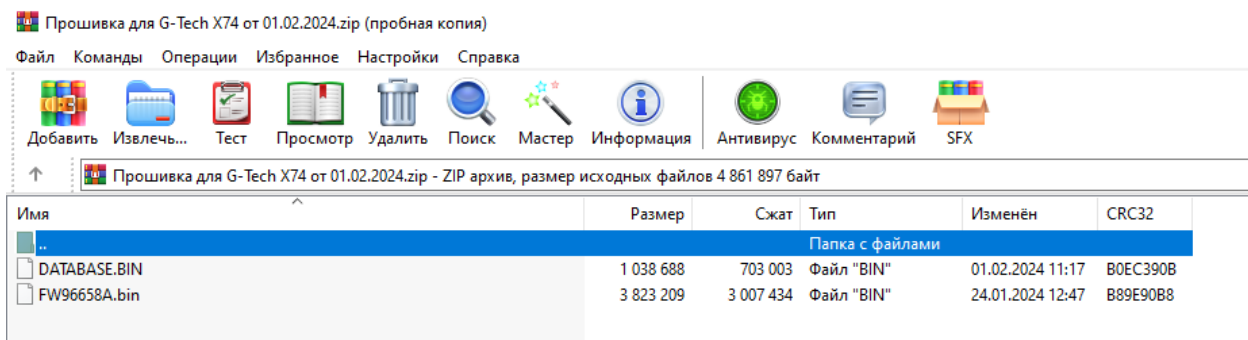 Прошивка для G-Tech X74 от 01.02.2024.zip (пробная копия)
Файл Команды Операции Избранное Настройки Справка
Добавить Извлечь... Тест Просмотр Удалить Поиск Мастер Информация Антивирус Комментарий SFX
Прошивка для G-Tech X74 от 01.02.2024.zip - ZIP архив, размер исходных файлов 4 861 897 байт
Имя Размер Сжат Тип Изменён CRC32
.. Папка с файлами
DATABASE.BIN 1 038 688 703 003 Файл "BIN" 01.02.2024 11:17 B0EC390B
FW96658A.bin 3 823 209 3 007 434 Файл "BIN" 24.01.2024 12:47 B89E90B8